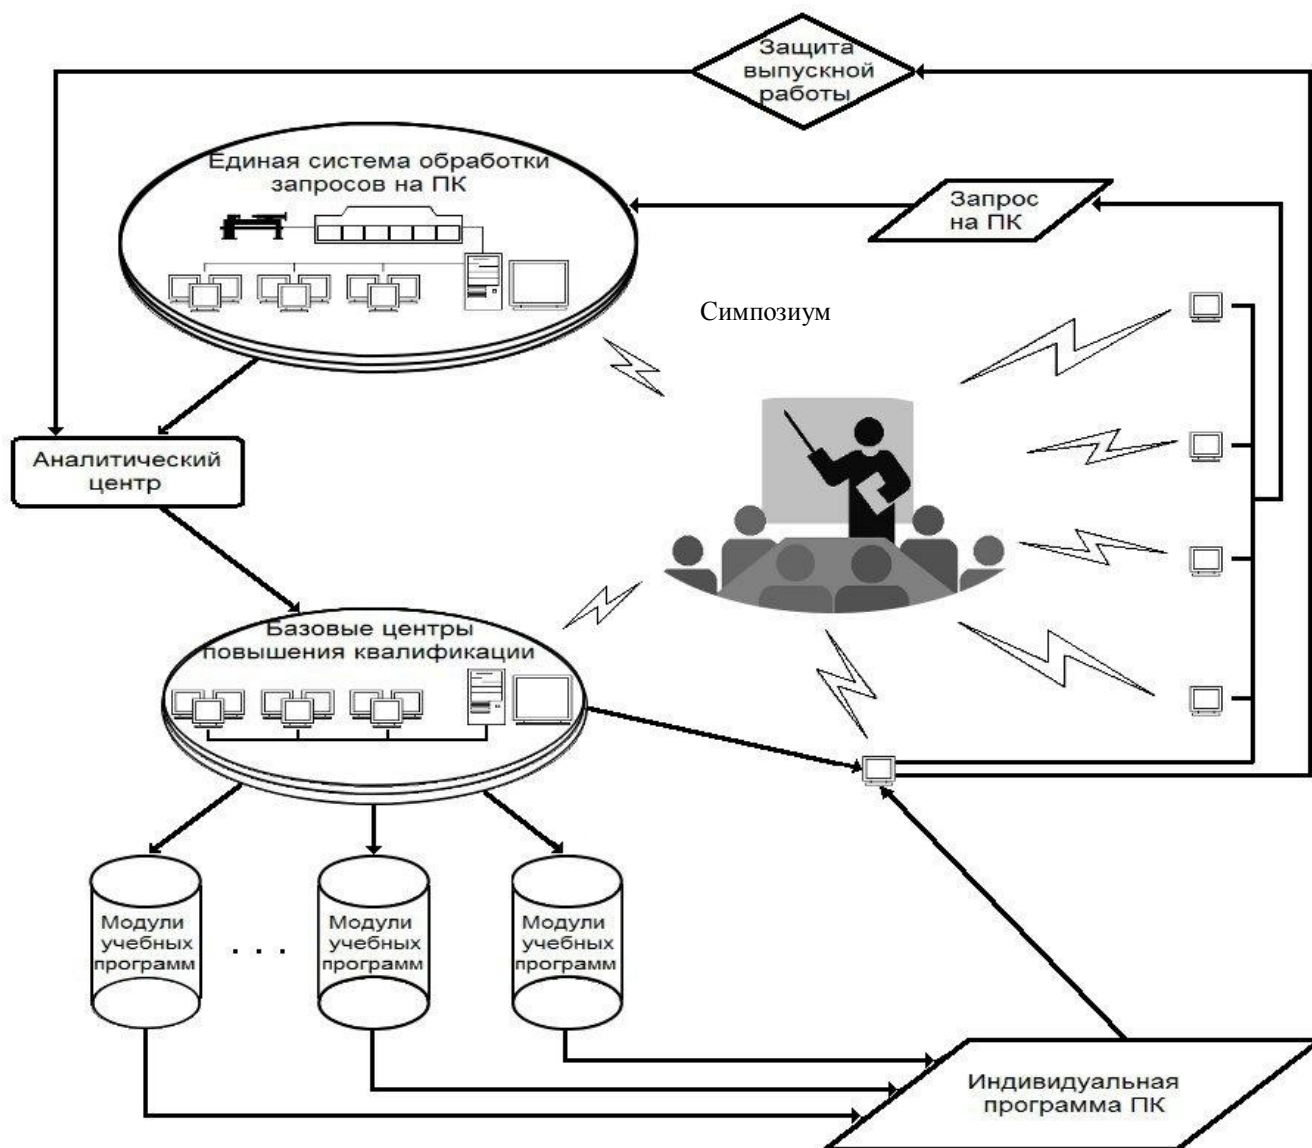 Защита
выпускной
работы
Единая система обработки
запросов на ПК
Запрос
на ПК
Симпозиум
Аналитический
центр
Базовые центры
повышения квалификации
Модули
учебных
программ
. . .
Модули
учебных
программ
Модули
учебных
программ
Индивидуальная
программа ПК